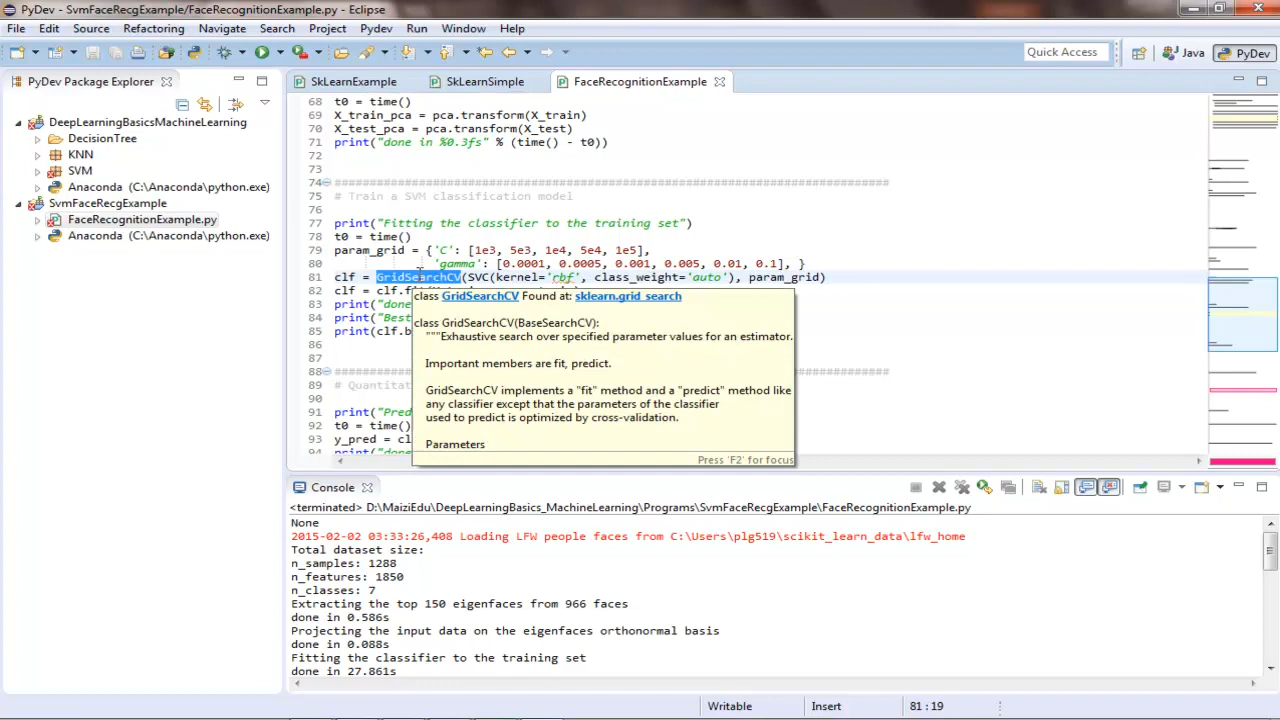 PyDev - SvmFaceRecgExample/FaceRecognitionExample.py - Eclipse
File Edit Source Refactoring Navigate Search Project Pydev Run Window Help
Quick Access
Java
PyDev
PyDev Package Explorer
DeepLearningBasicsMachineLearning
DecisionTree
KNN
SVM
Anaconda (C:\Anaconda\python.exe)
SvmFaceRecgExample
FaceRecognitionExample.py
Anaconda (C:\Anaconda\python.exe)
SkLearnExample
SkLearnSimple
FaceRecognitionExample
68 t0 = time()
69 X_train_pca = pca.transform(X_train)
70 X_test_pca = pca.transform(X_test)
71 print("done in %0.3fs" % (time() - t0))
72
73
74 ###############################################################################
75 # Train a SVM classification model
76
77 print("Fitting the classifier to the training set")
78 t0 = time()
79 param_grid = {'C': [1e3, 5e3, 1e4, 5e4, 1e5],
80 'gamma': [0.0001, 0.0005, 0.001, 0.005, 0.01, 0.1], }
81 clf = GridSearchCV(SVC(kernel='rbf', class_weight='auto'), param_grid)
82 clf = clf.f
83 print("done
84 print("Best
85 print(clf.b
86
87
88 ###############################################################################
89 # Quantitat
90
91 print("Pred
92 t0 = time()
93 y_pred = cl
94 print("done
class GridSearchCV Found at: sklearn.grid_search
class GridSearchCV(BaseSearchCV):
"""Exhaustive search over specified parameter values for an estimator.
Important members are fit, predict.
GridSearchCV implements a "fit" method and a "predict" method like
any classifier except that the parameters of the classifier
used to predict is optimized by cross-validation.
Parameters
Press 'F2' for focus
Console
<terminated> D:\MaiziEdu\DeepLearningBasics_MachineLearning\Programs\SvmFaceRecgExample\FaceRecognitionExample.py
None
2015-02-02 03:33:26,408 Loading LFW people faces from C:\Users\plg519\scikit_learn_data\lfw_home
Total dataset size:
n_samples: 1288
n_features: 1850
n_classes: 7
Extracting the top 150 eigenfaces from 966 faces
done in 0.586s
Projecting the input data on the eigenfaces orthonormal basis
done in 0.088s
Fitting the classifier to the training set
done in 27.861s
Writable
Insert
81 : 19